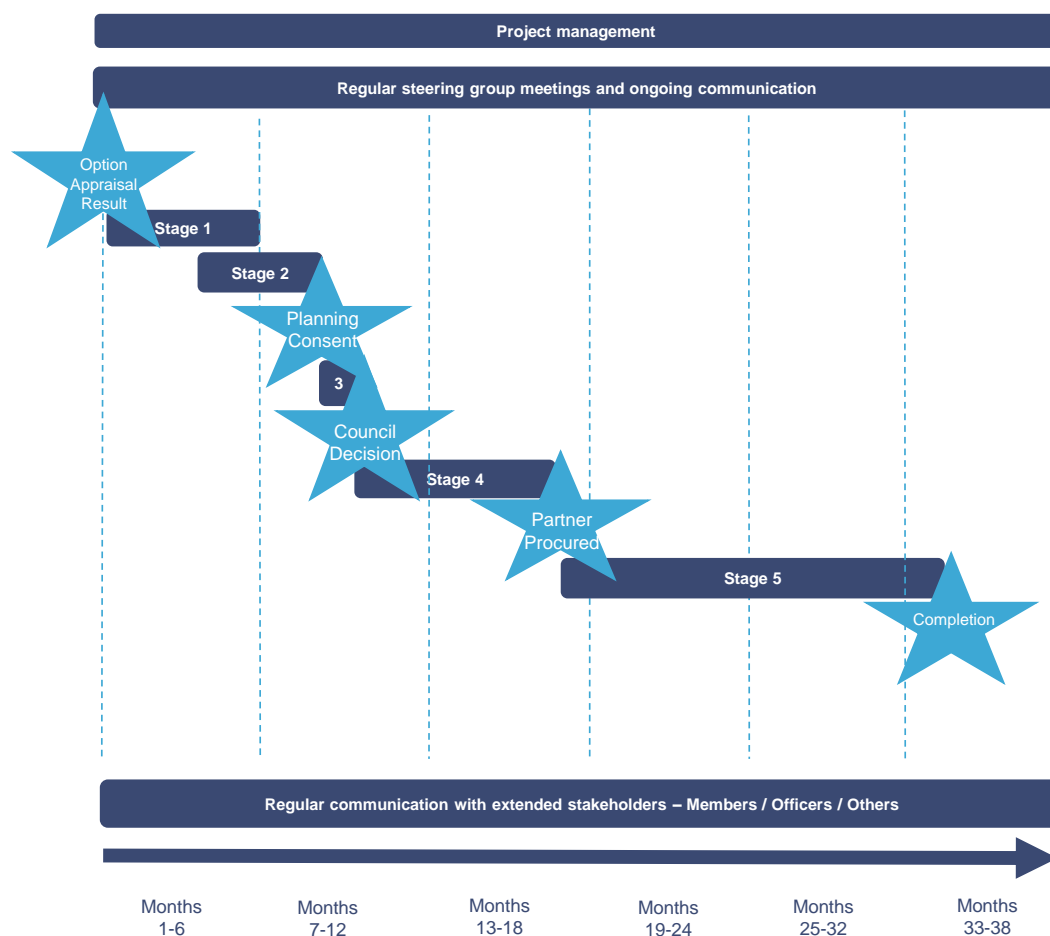 Project management
Regular steering group meetings and ongoing communication
Option
Appraisal
Result
Stage 1
Stage 2
Planning
Consent
3
Council
Decision
Stage 4
Partner
Procured
Stage 5
Completion
Regular communication with extended stakeholders – Members / Officers / Others
Months
1-6
Months
7-12
Months
13-18
Months
19-24
Months
25-32
Months
33-38